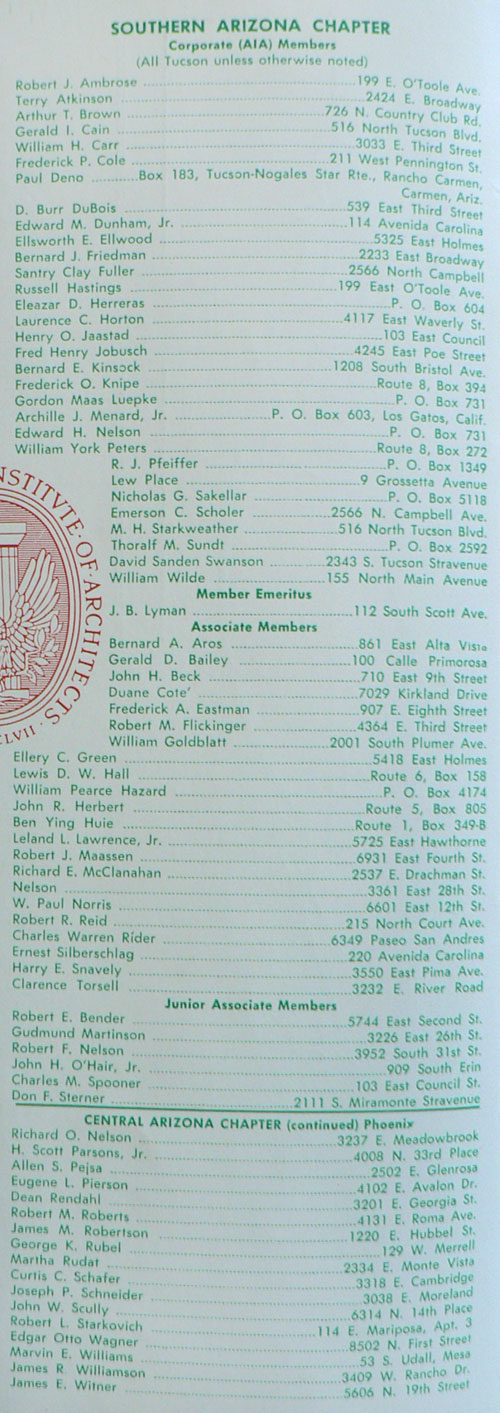 SOUTHERN ARIZONA CHAPTER
Corporate (AIA) Members
(All Tucson unless otherwise noted)
Robert J. Ambrose 199 E. O'Toole Ave.
Terry Atkinson 2424 E. Broadway
Arthur T. Brown 726 N. Country Club Rd.
Gerald I. Cain 516 North Tucson Blvd.
William H. Carr 3033 E. Third Street
Frederick P. Cole 211 West Pennington St.
Paul Deno Box 183, Tucson-Nogales Star Rte., Rancho Carmen,
Carmen, Ariz.
D. Burr DuBois 539 East Third Street
Edward M. Dunham, Jr. 114 Avenida Carolina
Ellsworth E. Ellwood 5325 East Holmes
Bernard J. Friedman 2233 East Broadway
Santry Clay Fuller 2566 North Campbell
Russell Hastings 199 East O'Toole Ave.
Eleazar D. Herreras P. O. Box 604
Laurence C. Horton 4117 East Waverly St.
Henry O. Jaastad 103 East Council
Fred Henry Jobusch 4245 East Poe Street
Bernard E. Kinsock 1208 South Bristol Ave.
Frederick O. Knipe Route 8, Box 394
Gordon Maas Luepke P. O. Box 731
Archille J. Menard, Jr. P. O. Box 603, Los Gatos, Calif.
Edward H. Nelson P. O. Box 731
William York Peters Route 8, Box 272
R. J. Pfeiffer P. O. Box 1349
Lew Place 9 Grossetta Avenue
Nicholas G. Sakellar P. O. Box 5118
Emerson C. Scholer 2566 N. Campbell Ave.
M. H. Starkweather 516 North Tucson Blvd.
Thoralf M. Sundt P. O. Box 2592
David Sanden Swanson 2343 S. Tucson Stravenue
William Wilde 155 North Main Avenue
Member Emeritus
J. B. Lyman 112 South Scott Ave.
Associate Members
Bernard A. Aros 861 East Alta Vista
Gerald D. Bailey 100 Calle Primorosa
John H. Beck 710 East 9th Street
Duane Cote' 7029 Kirkland Drive
Frederick A. Eastman 907 E. Eighth Street
Robert M. Flickinger 4364 E. Third Street
William Goldblatt 2001 South Plumer Ave.
Ellery C. Green 5418 East Holmes
Lewis D. W. Hall Route 6, Box 158
William Pearce Hazard P. O. Box 4174
John R. Herbert Route 5, Box 805
Ben Ying Huie Route 1, Box 349-B
Leland L. Lawrence, Jr. 5725 East Hawthorne
Robert J. Maassen 6931 East Fourth St.
Richard E. McClanahan 2537 E. Drachman St.
Nelson 3361 East 28th St.
W. Paul Norris 6601 East 12th St.
Robert R. Reid 215 North Court Ave.
Charles Warren Rider 6349 Paseo San Andres
Ernest Silberschlag 220 Avenida Carolina
Harry E. Snavely 3550 East Pima Ave.
Clarence Torsell 3232 E. River Road
Junior Associate Members
Robert E. Bender 5744 East Second St.
Gudmund Martinson 3226 East 26th St.
Robert F. Nelson 3952 South 31st St.
John H. O'Hair, Jr. 909 South Erin
Charles M. Spooner 103 East Council St.
Don F. Sterner 2111 S. Miramonte Stravenue
CENTRAL ARIZONA CHAPTER (continued) Phoenix
Richard O. Nelson 3237 E. Meadowbrook
H. Scott Parsons, Jr. 4008 N. 33rd Place
Allen S. Pejsa 2502 E. Glenrosa
Eugene L. Pierson 4102 E. Avalon Dr.
Dean Rendahl 3201 E. Georgia St.
Robert M. Roberts 4131 E. Roma Ave.
James M. Robertson 1220 E. Hubbel St.
George K. Rubel 129 W. Merrell
Martha Rudat 2334 E. Monte Vista
Curtis C. Schafer 3318 E. Cambridge
Joseph P. Schneider 3038 E. Moreland
John W. Scully 6314 N. 14th Place
Robert L. Starkovich 114 E. Mariposa, Apt. 3
Edgar Otto Wagner 8502 N. First Street
Marvin E. Williams 53 S. Udall, Mesa
James R. Williamson 3409 W. Rancho Dr.
James E. Witner 5606 N. 19th Street
NSTITVTE·OF·ARCHITECTS
LVII